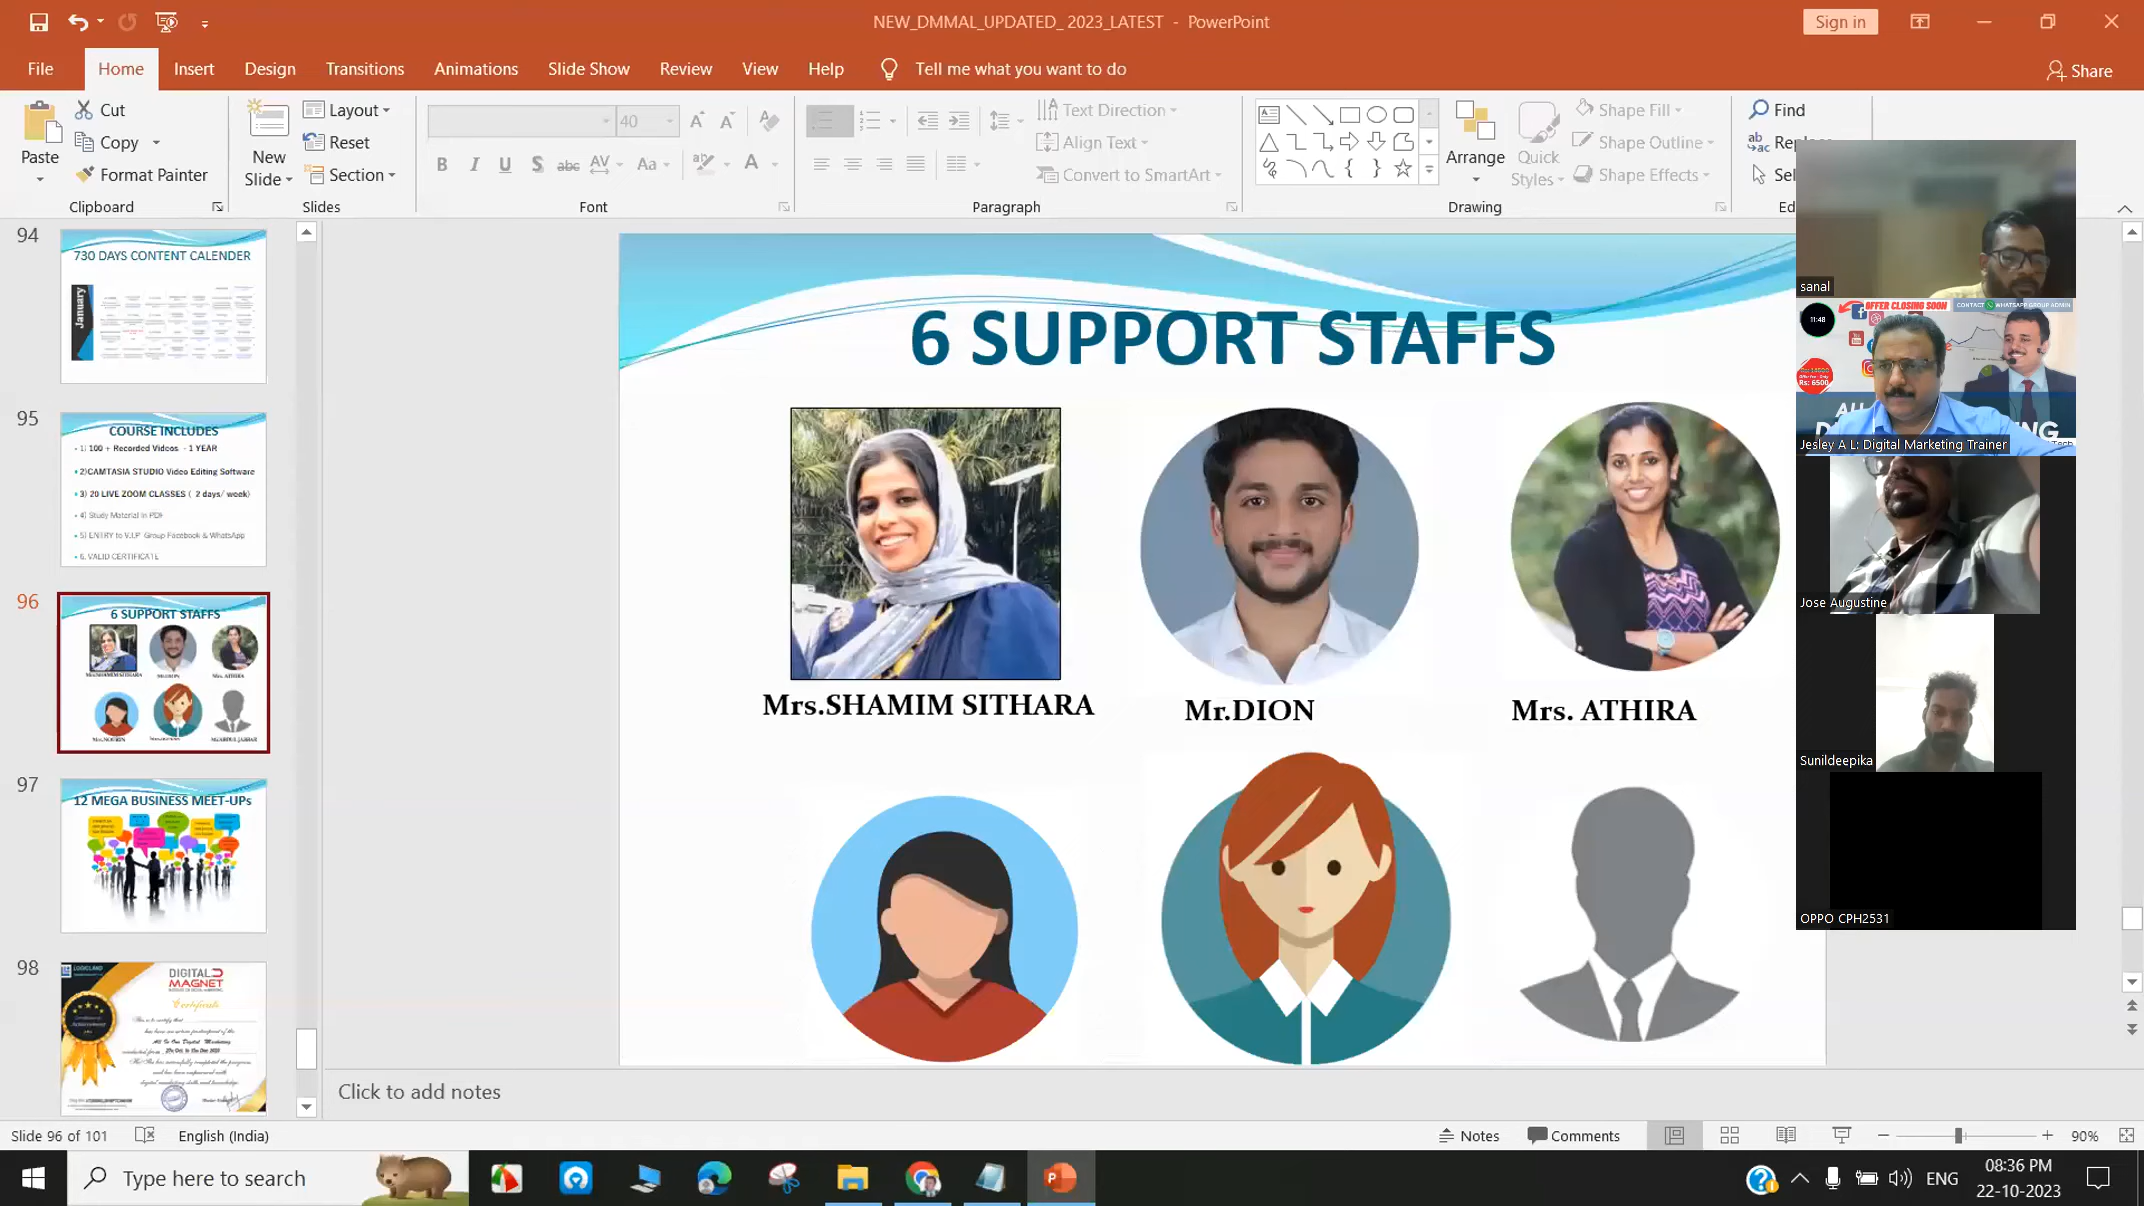 NEW_DMMAL_UPDATED_ 2023_LATEST - PowerPoint
Sign in
File Home Insert Design Transitions Animations Slide Show Review View Help Tell me what you want to do Share
Paste
Cut
Copy
Format Painter
Clipboard
New Slide
Layout
Reset
Section
Slides
40
Font
Text Direction
Align Text
Convert to SmartArt
Paragraph
Arrange
Quick Styles
Shape Fill
Shape Outline
Shape Effects
Drawing
Find
94
730 DAYS CONTENT CALENDER
January
95
COURSE INCLUDES
1) 100 + Recorded Videos - 1 YEAR
2)CAMTASIA STUDIO Video Editing Software
3) 20 LIVE ZOOM CLASSES ( 2 days/ week)
4) Study Material in PDF
5) ENTRY to V.I.P Group Facebook & WhatsApp
6. VALID CERTIFICATE
96
6 SUPPORT STAFFS
97
12 MEGA BUSINESS MEET-UPs
98
DIGITAL
MAGNET
Certificate
6 SUPPORT STAFFS
Mrs.SHAMIM SITHARA
Mr.DION
Mrs. ATHIRA
sanal
OFFER CLOSING SOON
CONTACT WHATSAPP GROUP ADMIN
11:48
Rs: 6500
Jesley A L: Digital Marketing Trainer
Jose Augustine
Sunildeepika
OPPO CPH2531
Click to add notes
Slide 96 of 101
English (India)
Notes
Comments
90%
Type here to search
ENG
08:36 PM
22-10-2023